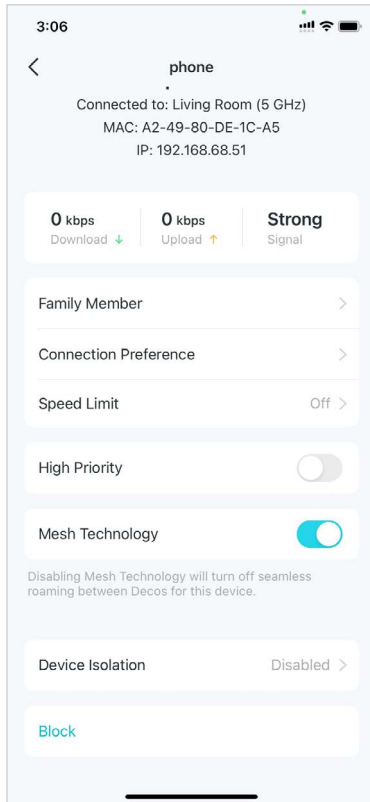 3:06
phone
Connected to: Living Room (5 GHz)
MAC: A2-49-80-DE-1C-A5
IP: 192.168.68.51
0 kbps 0 kbps Strong
Download ↓ Upload ↑ Signal
Family Member
Connection Preference
Speed Limit Off
High Priority
Mesh Technology
Disabling Mesh Technology will turn off seamless
roaming between Decos for this device.
Device Isolation Disabled
Block